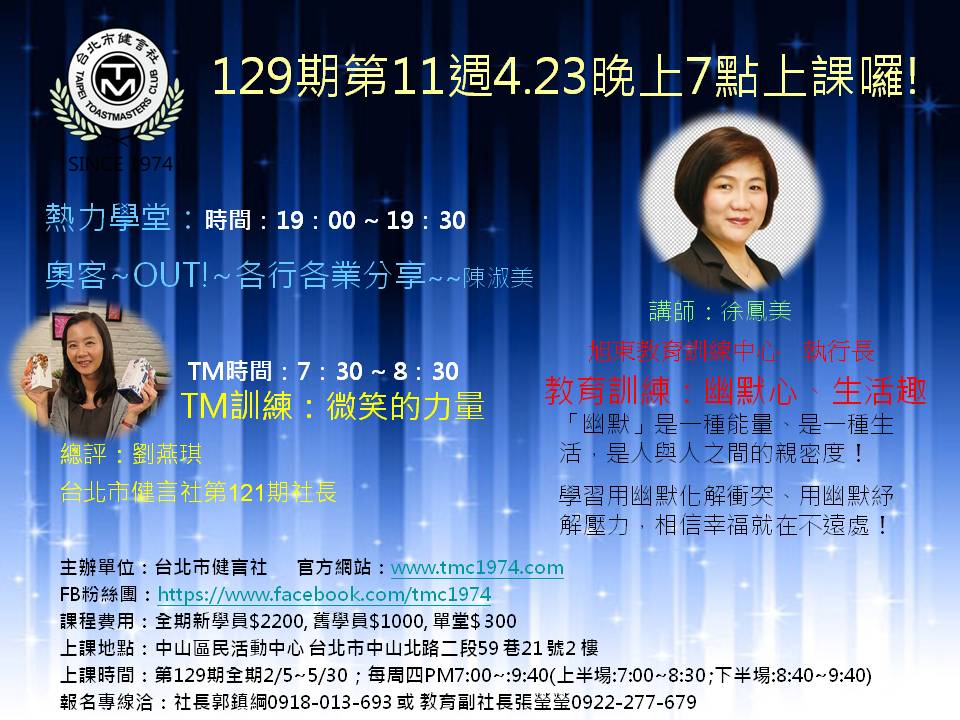 台北市健言社
TM
TAIPEI TOASTMASTERS CLUB
SINCE 1974
129期第11週4.23晚上7點上課囉!
熱力學堂：時間：19：00 ~ 19：30
奧客~OUT!~各行各業分享~~陳淑美
講師：徐鳳美
旭東教育訓練中心 執行長
TM時間：7：30 ~ 8：30
TM訓練：微笑的力量
教育訓練：幽默心、生活趣
「幽默」是一種能量、是一種生
活，是人與人之間的親密度！
總評：劉燕琪
台北市健言社第121期社長
學習用幽默化解衝突、用幽默紓
解壓力，相信幸福就在不遠處！
主辦單位：台北市健言社 官方網站：www.tmc1974.com
FB粉絲團：https://www.facebook.com/tmc1974
課程費用：全期新學員$2200, 舊學員$1000, 單堂$300
上課地點：中山區民活動中心 台北市中山北路二段59 巷21 號2 樓
上課時間：第129期全期2/5~5/30；每周四PM7:00~:9:40(上半場:7:00~8:30 ;下半場:8:40~9:40)
報名專線洽：社長郭鎮綱0918-013-693 或 教育副社長張瑩瑩0922-277-679